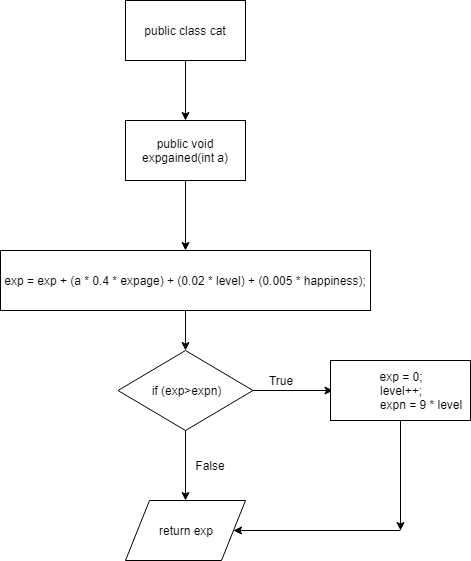 public class cat
public void
expgained(int a)
exp = exp + (a * 0.4 * expage) + (0.02 * level) + (0.005 * happiness);
if (exp>expn)
True
exp = 0;
level++;
expn = 9 * level
False
return exp